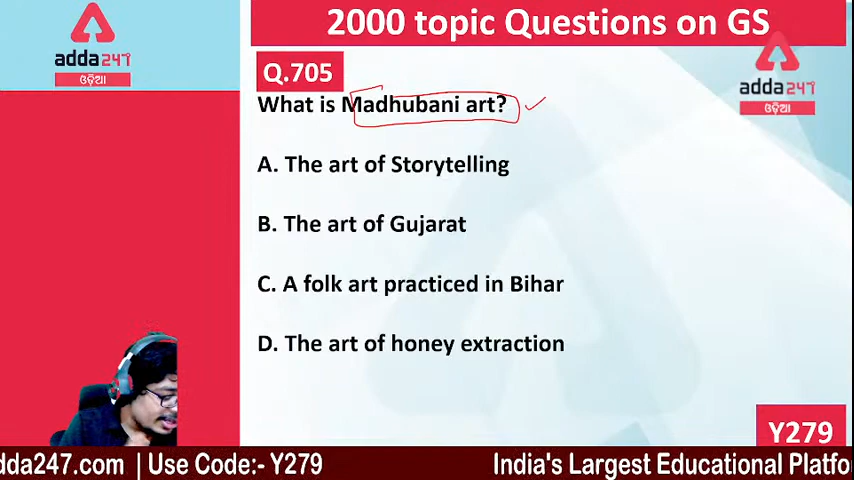 2000 topic Questions on GS
adda247
ଓଡ଼ିଆ
Q.705
adda247
ଓଡ଼ିଆ
What is Madhubani art?
A. The art of Storytelling
B. The art of Gujarat
C. A folk art practiced in Bihar
D. The art of honey extraction
Y279
dda247.com | Use Code:- Y279
India's Largest Educational Platfo